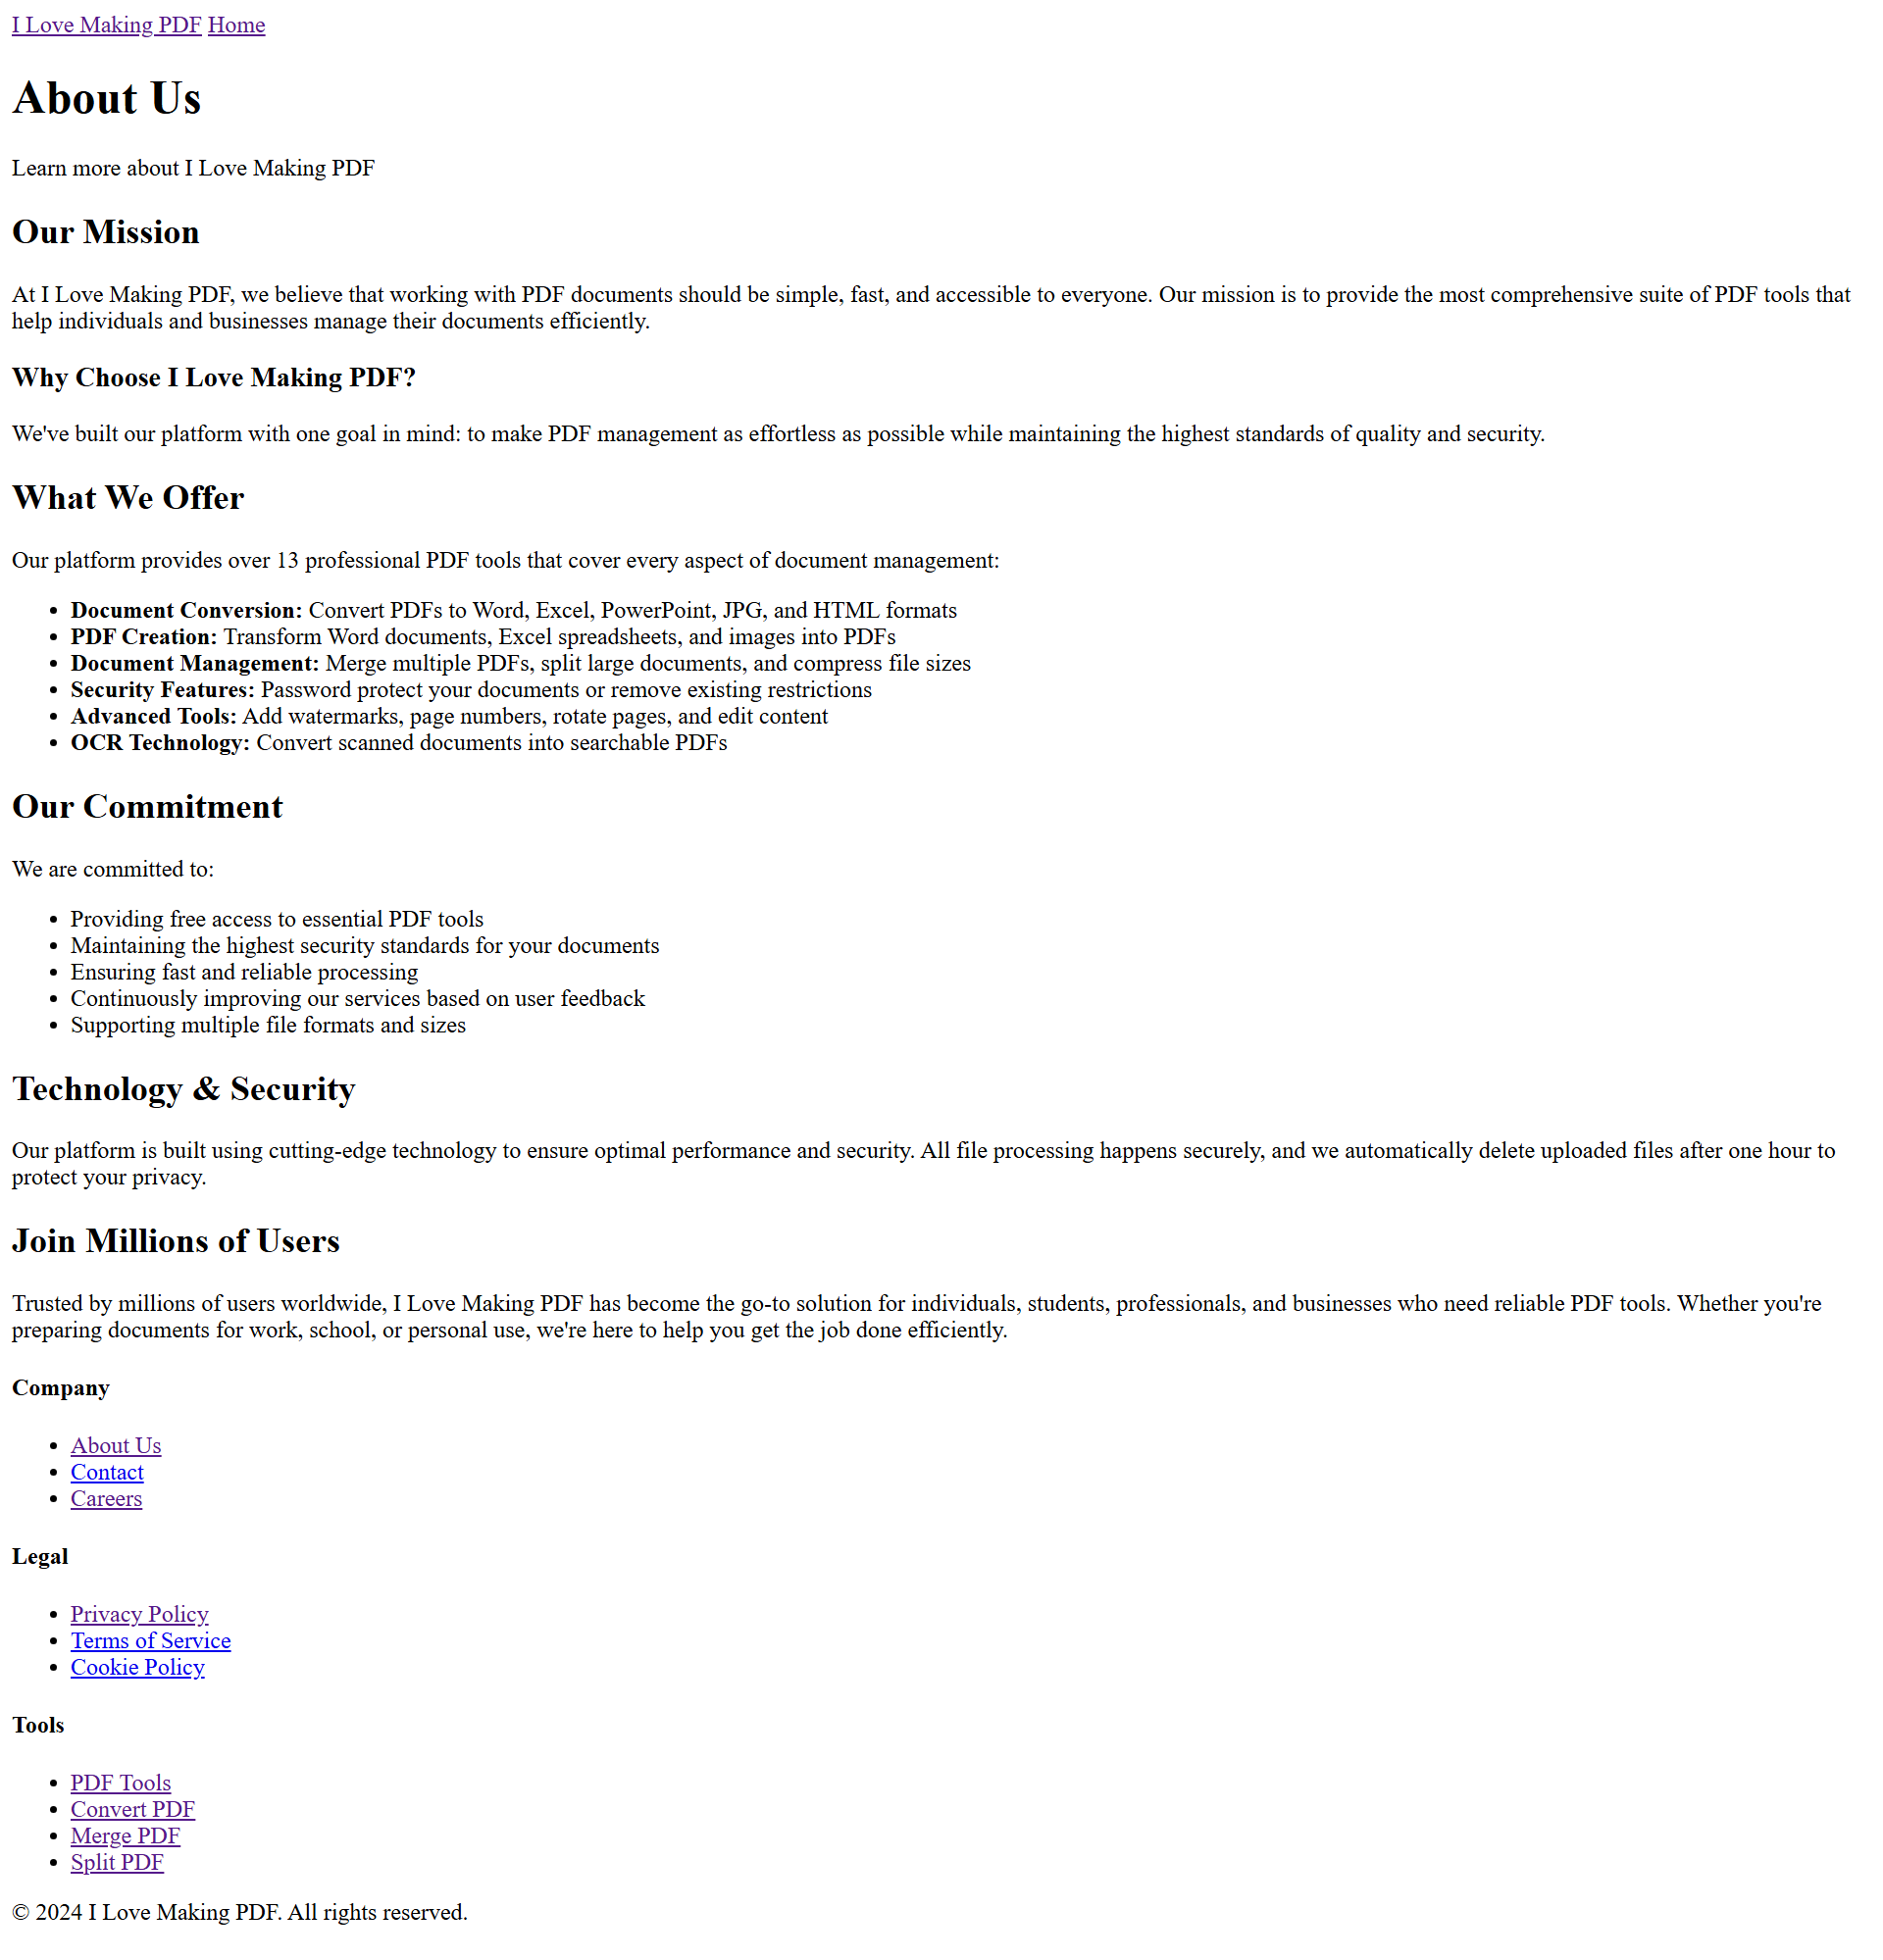 I Love Making PDF Home
About Us
Learn more about I Love Making PDF
Our Mission
At I Love Making PDF, we believe that working with PDF documents should be simple, fast, and accessible to everyone. Our mission is to provide the most comprehensive suite of PDF tools that
help individuals and businesses manage their documents efficiently.
Why Choose I Love Making PDF?
We've built our platform with one goal in mind: to make PDF management as effortless as possible while maintaining the highest standards of quality and security.
What We Offer
Our platform provides over 13 professional PDF tools that cover every aspect of document management:
• Document Conversion: Convert PDFs to Word, Excel, PowerPoint, JPG, and HTML formats
• PDF Creation: Transform Word documents, Excel spreadsheets, and images into PDFs
• Document Management: Merge multiple PDFs, split large documents, and compress file sizes
• Security Features: Password protect your documents or remove existing restrictions
• Advanced Tools: Add watermarks, page numbers, rotate pages, and edit content
• OCR Technology: Convert scanned documents into searchable PDFs
Our Commitment
We are committed to:
• Providing free access to essential PDF tools
• Maintaining the highest security standards for your documents
• Ensuring fast and reliable processing
• Continuously improving our services based on user feedback
• Supporting multiple file formats and sizes
Technology & Security
Our platform is built using cutting-edge technology to ensure optimal performance and security. All file processing happens securely, and we automatically delete uploaded files after one hour to
protect your privacy.
Join Millions of Users
Trusted by millions of users worldwide, I Love Making PDF has become the go-to solution for individuals, students, professionals, and businesses who need reliable PDF tools. Whether you're
preparing documents for work, school, or personal use, we're here to help you get the job done efficiently.
Company
• About Us
• Contact
• Careers
Legal
• Privacy Policy
• Terms of Service
• Cookie Policy
Tools
• PDF Tools
• Convert PDF
• Merge PDF
• Split PDF
© 2024 I Love Making PDF. All rights reserved.